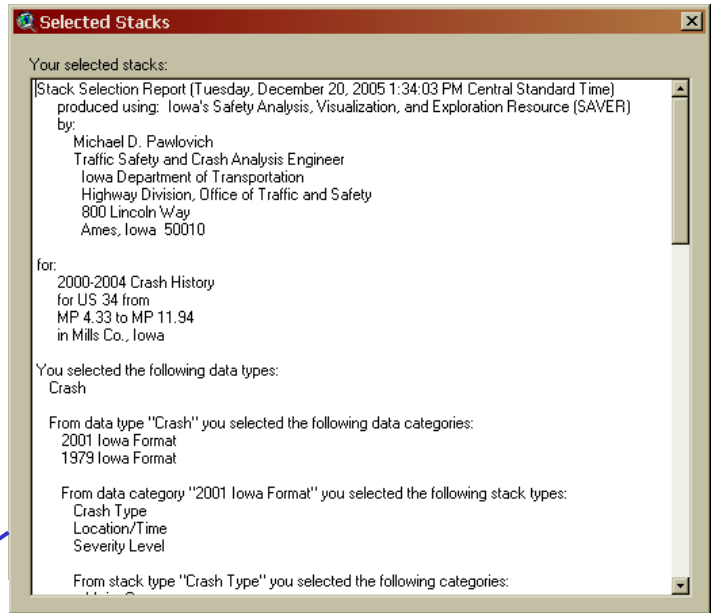 Selected Stacks
Your selected stacks:
Stack Selection Report (Tuesday, December 20, 2005 1:34:03 PM Central Standard Time)
produced using: Iowa's Safety Analysis, Visualization, and Exploration Resource (SAVER)
by:
Michael D. Pawlovich
Traffic Safety and Crash Analysis Engineer
Iowa Department of Transportation
Highway Division, Office of Traffic and Safety
800 Lincoln Way
Ames, Iowa 50010
for:
2000-2004 Crash History
for US 34 from
MP 4.33 to MP 11.94
in Mills Co., Iowa
You selected the following data types:
Crash
From data type "Crash" you selected the following data categories:
2001 Iowa Format
1979 Iowa Format
From data category "2001 Iowa Format" you selected the following stack types:
Crash Type
Location/Time
Severity Level
From stack type "Crash Type" you selected the following categories: